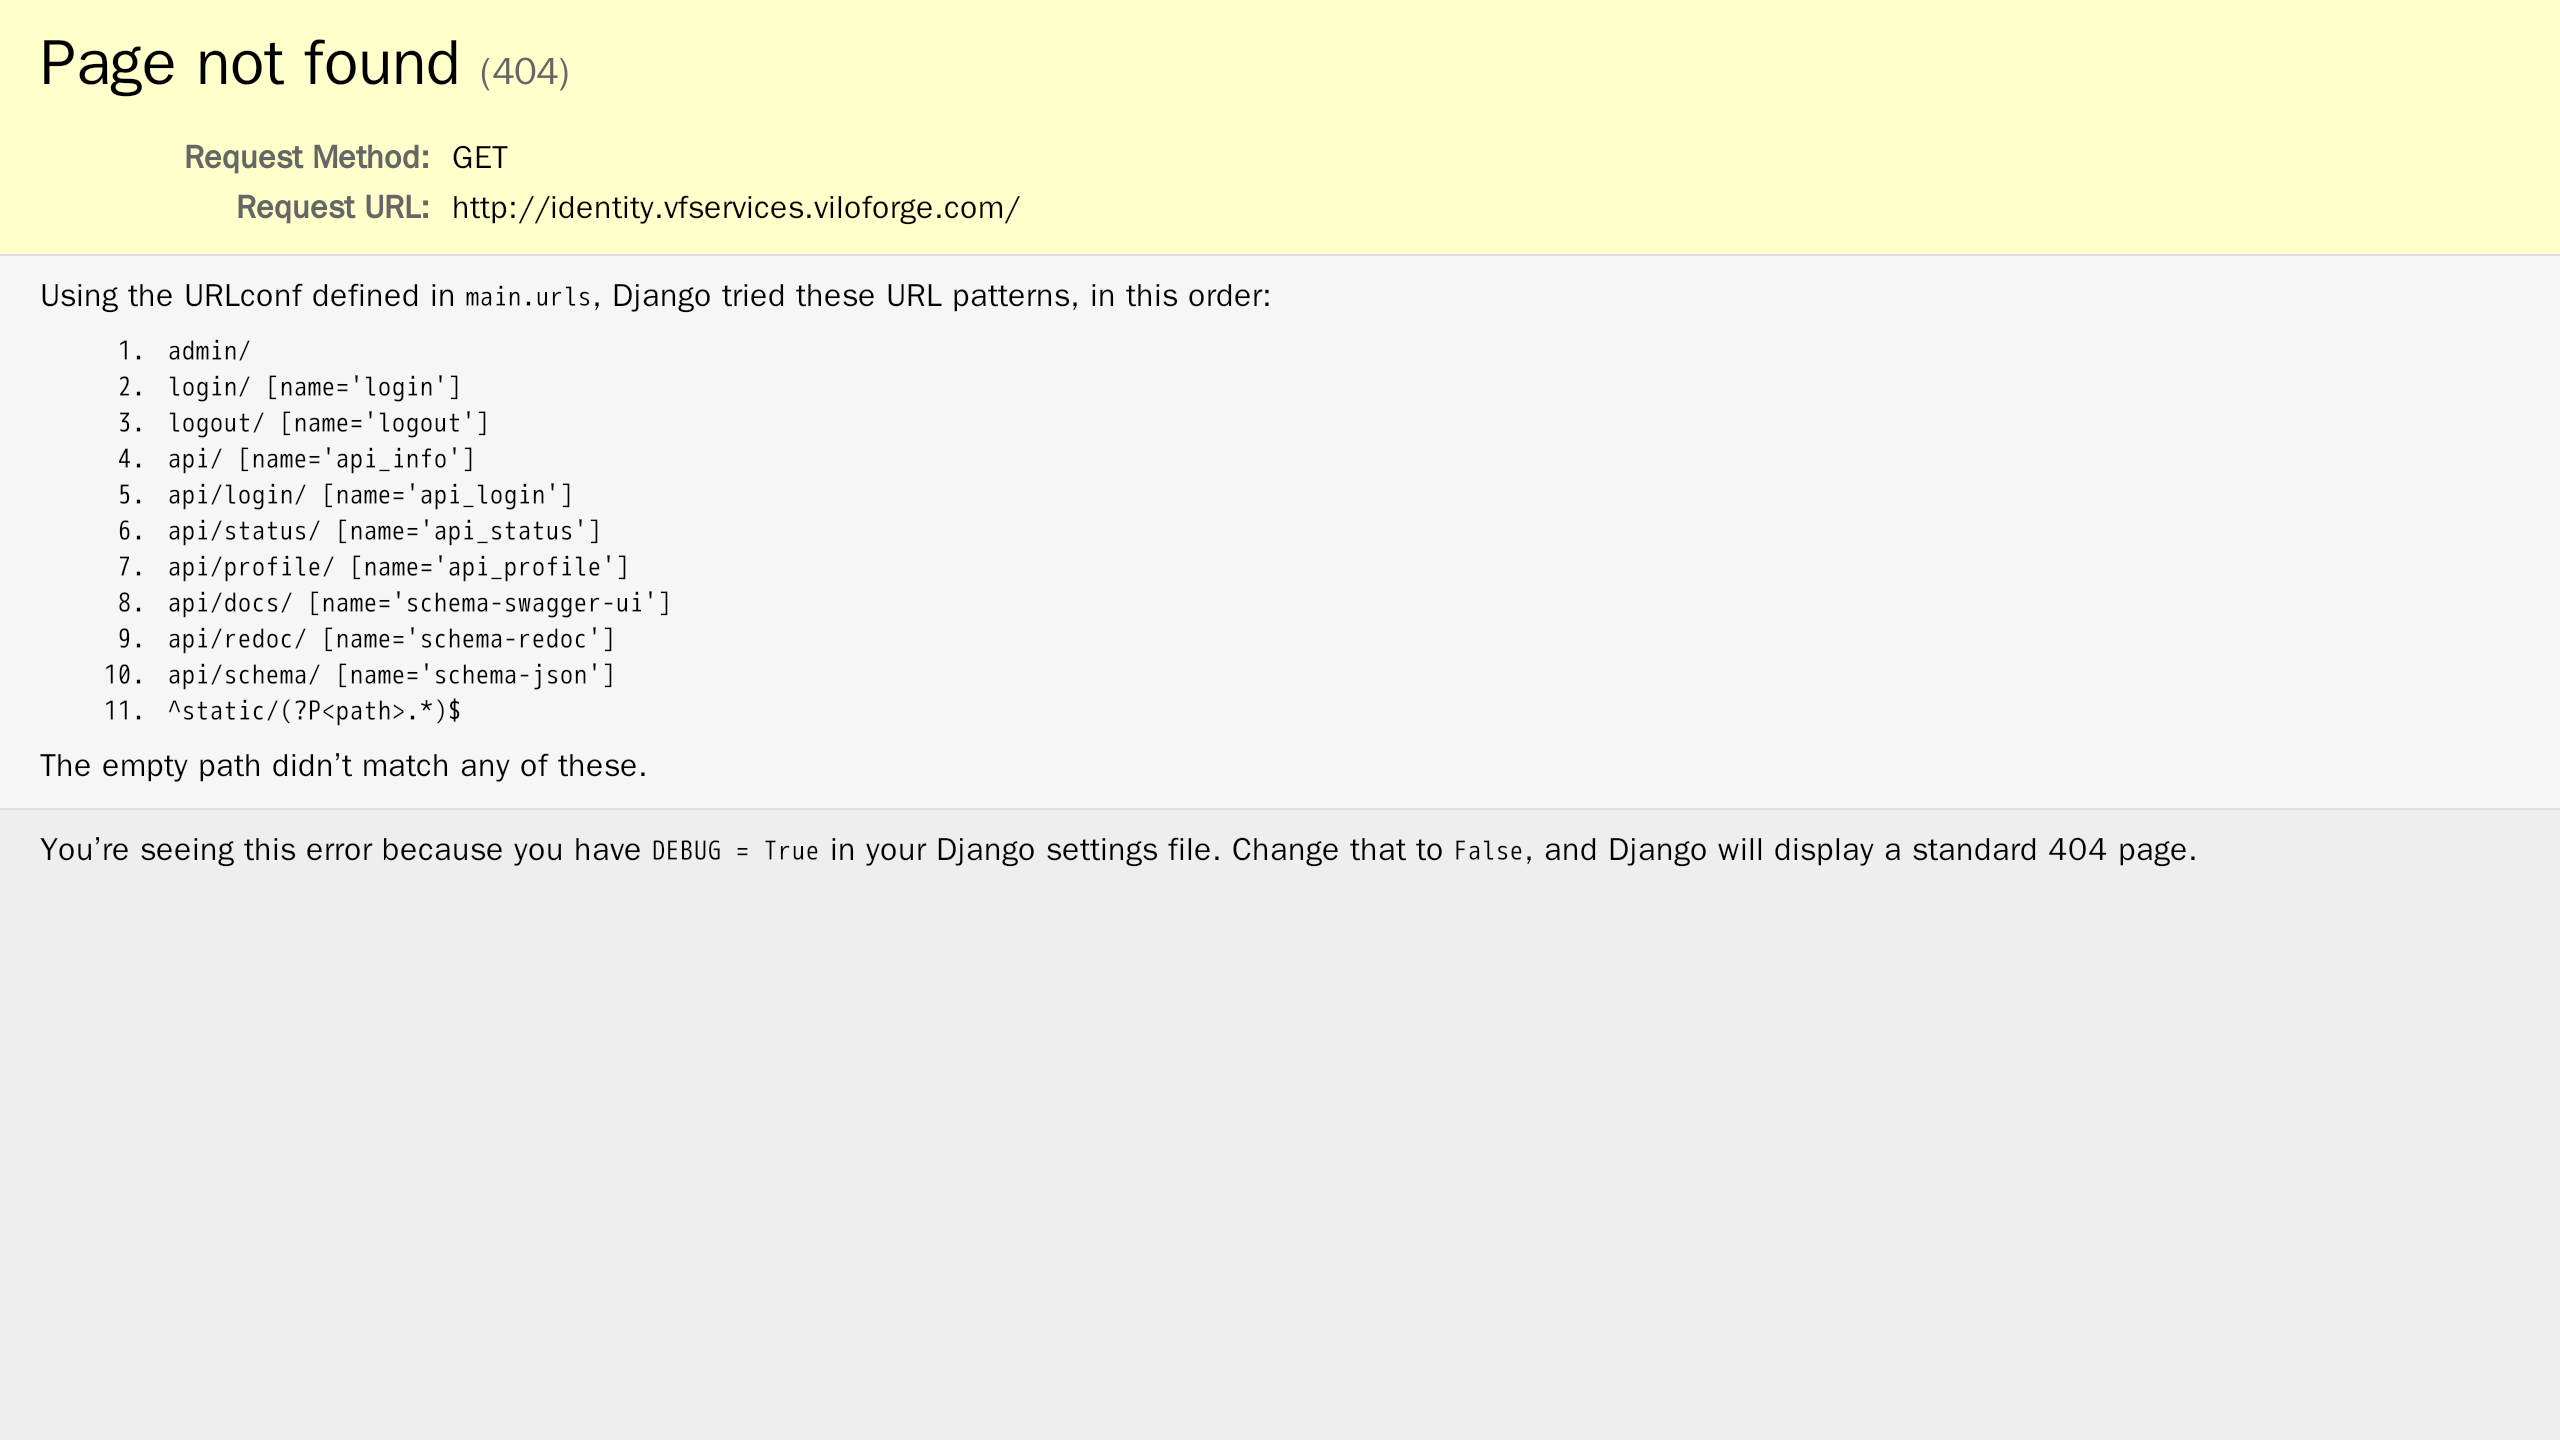 Page not found (404)
Request Method: GET
Request URL: http://identity.vfservices.viloforge.com/
Using the URLconf defined in main.urls, Django tried these URL patterns, in this order:
1. admin/
2. login/ [name='login']
3. logout/ [name='logout']
4. api/ [name='api_info']
5. api/login/ [name='api_login']
6. api/status/ [name='api_status']
7. api/profile/ [name='api_profile']
8. api/docs/ [name='schema-swagger-ui']
9. api/redoc/ [name='schema-redoc']
10. api/schema/ [name='schema-json']
11. ^static/(?P<path>.*)$
The empty path didn’t match any of these.
You’re seeing this error because you have DEBUG = True in your Django settings file. Change that to False, and Django will display a standard 404 page.